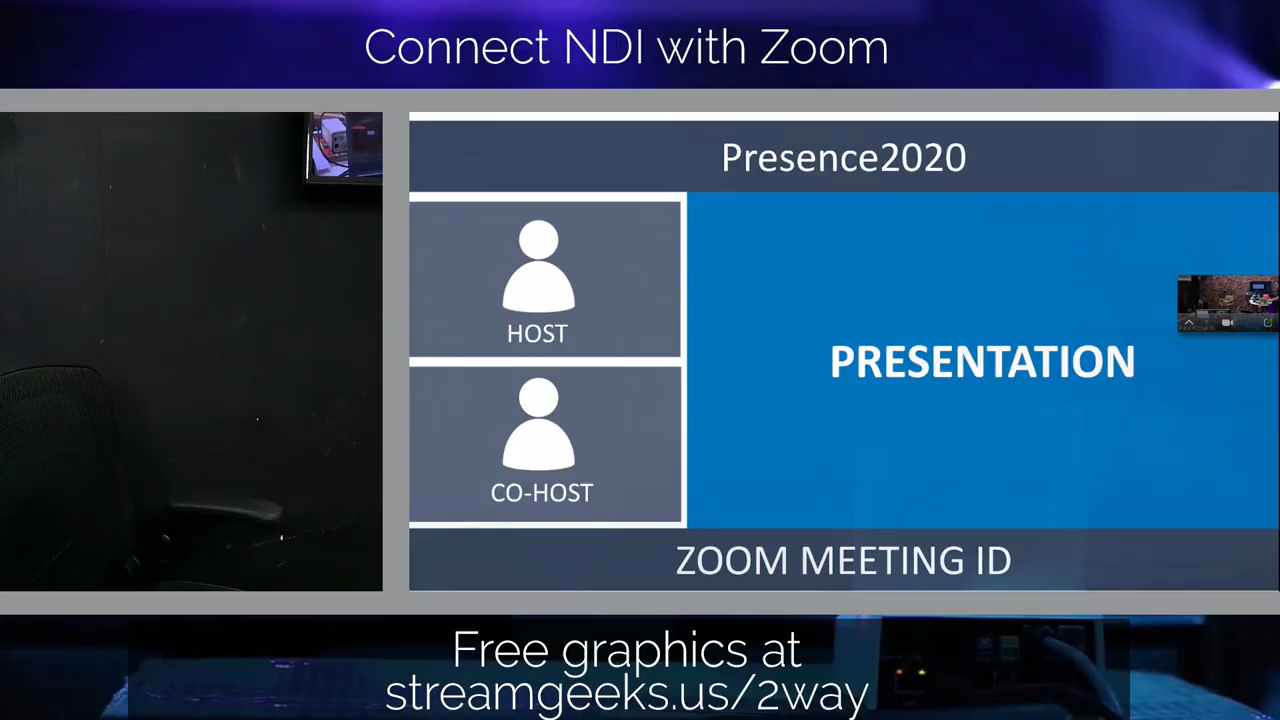 Connect NDI with Zoom
Presence2020
HOST
CO-HOST
PRESENTATION
ZOOM MEETING ID
Free graphics at
streamgeeks.us/2way